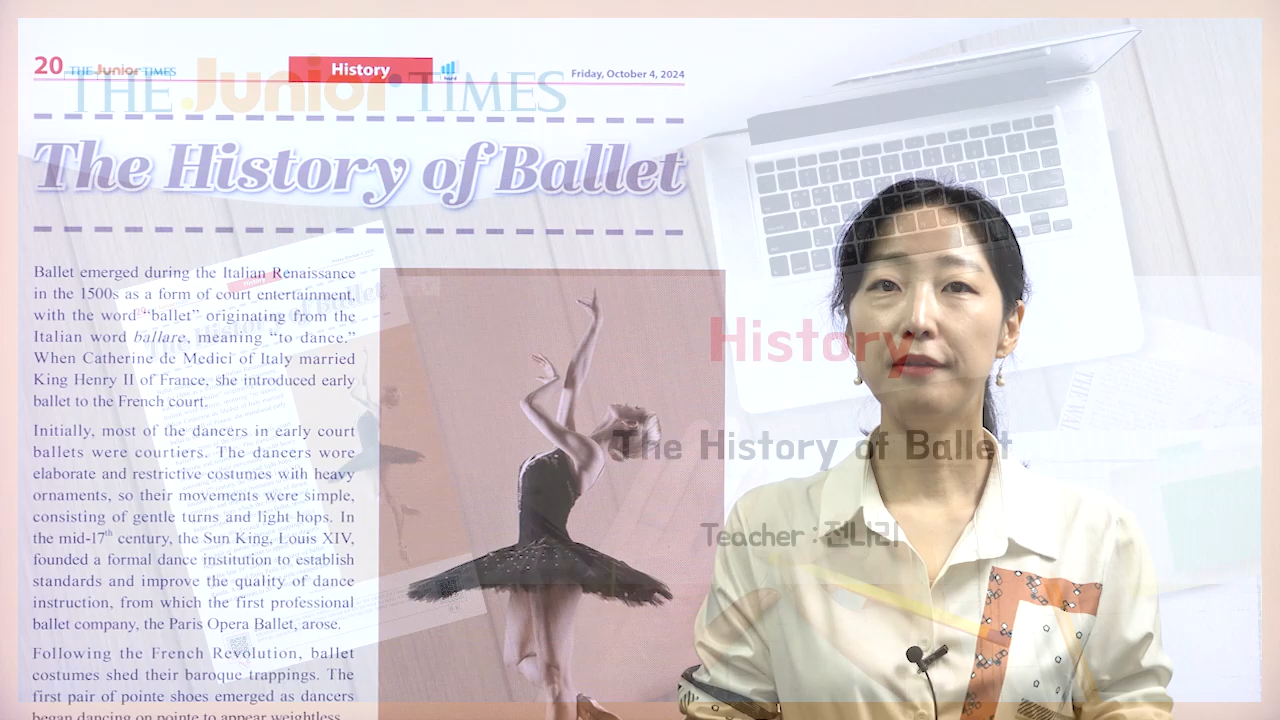 20 THE Junior TIMES
History
Friday, October 4, 2024
THE Junior TIMES
The History of Ballet
Ballet emerged during the Italian Renaissance
in the 1500s as a form of court entertainment,
with the word “ballet” originating from the
Italian word ballare, meaning “to dance.”
When Catherine de Medici of Italy married
King Henry II of France, she introduced early
ballet to the French court.
Initially, most of the dancers in early court
ballets were courtiers. The dancers wore
elaborate and restrictive costumes with heavy
ornaments, so their movements were simple,
consisting of gentle turns and light hops. In
the mid-17th century, the Sun King, Louis XIV,
founded a formal dance institution to establish
standards and improve the quality of dance
instruction, from which the first professional
ballet company, the Paris Opera Ballet, arose.
Following the French Revolution, ballet
costumes shed their baroque trappings. The
first pair of pointe shoes emerged as dancers
began dancing on pointe to appear weightless
History
The History of Ballet
Teacher : 전나리